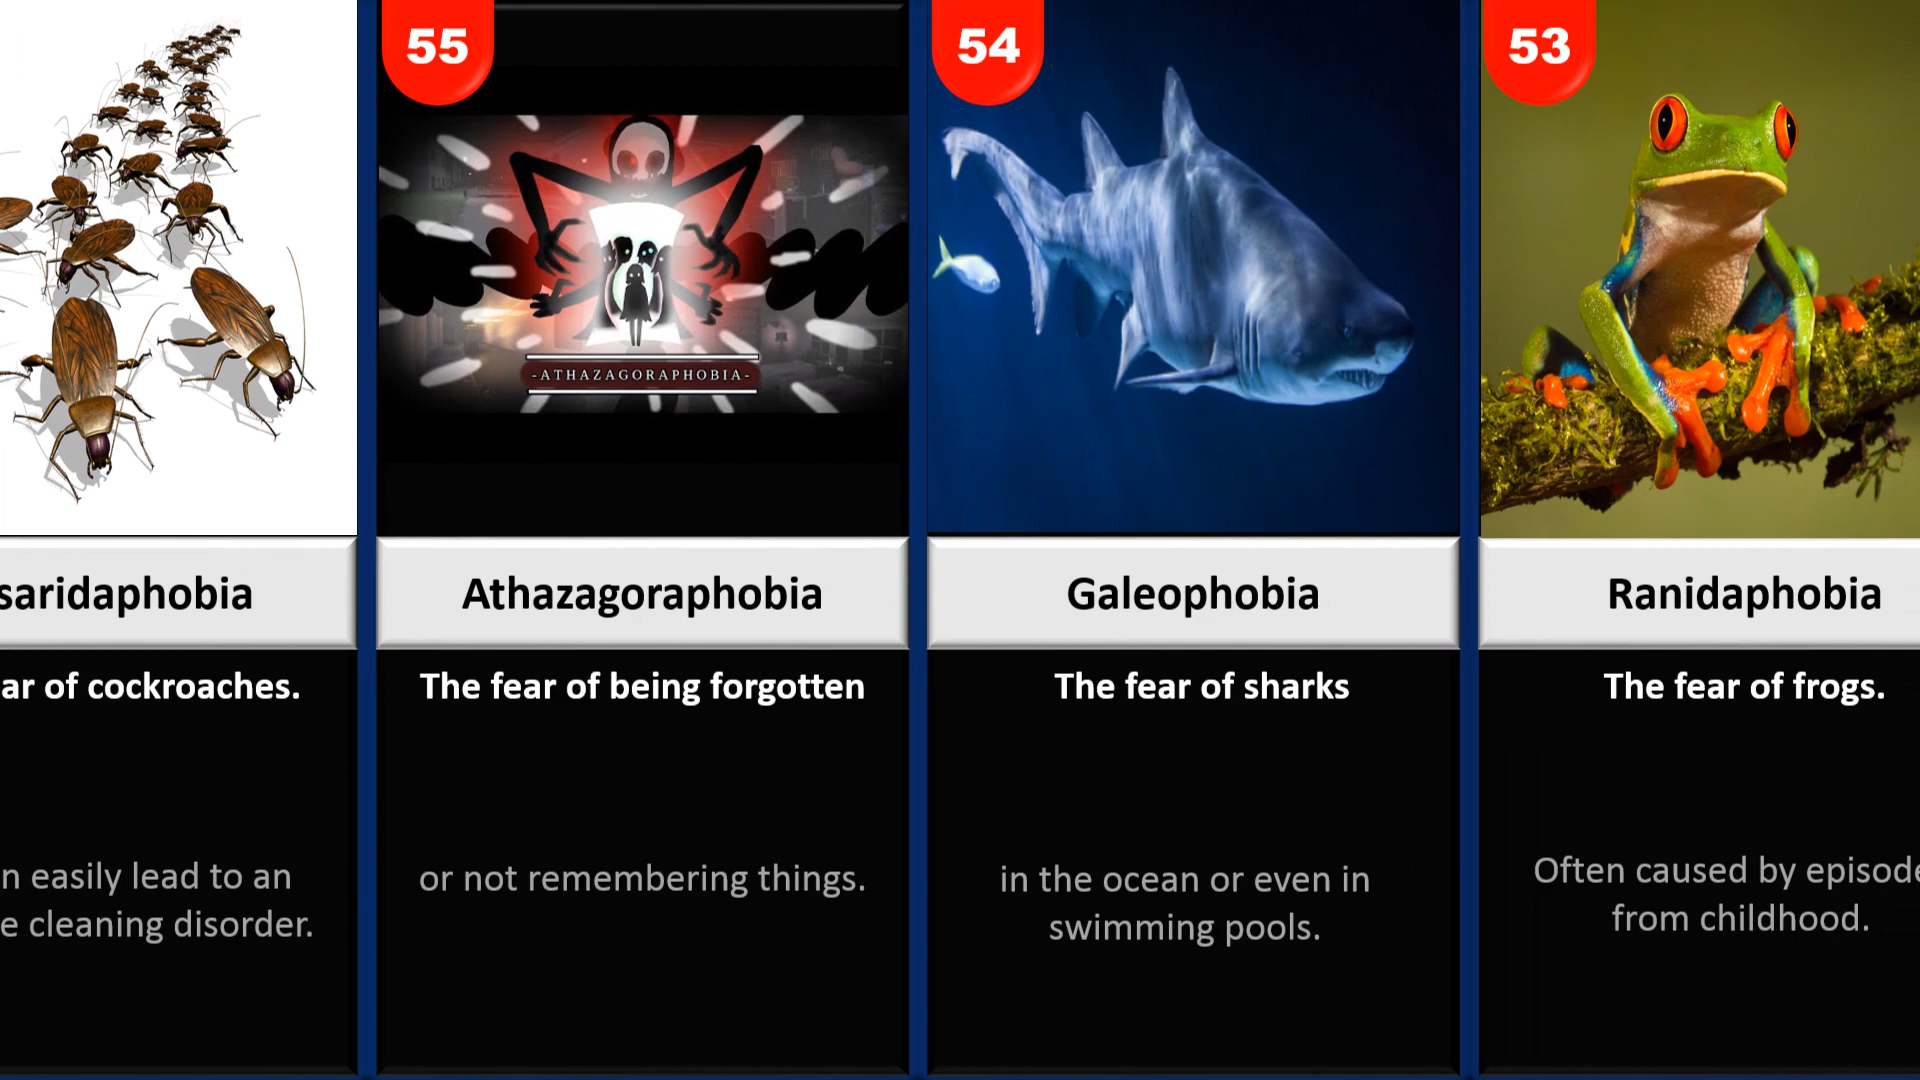 saridaphobia
ar of cockroaches.
n easily lead to an
e cleaning disorder.
55
-ATHAZAGORAPHOBIA-
Athazagoraphobia
The fear of being forgotten
or not remembering things.
54
Galeophobia
The fear of sharks
in the ocean or even in
swimming pools.
53
Ranidaphobia
The fear of frogs.
Often caused by episode
from childhood.